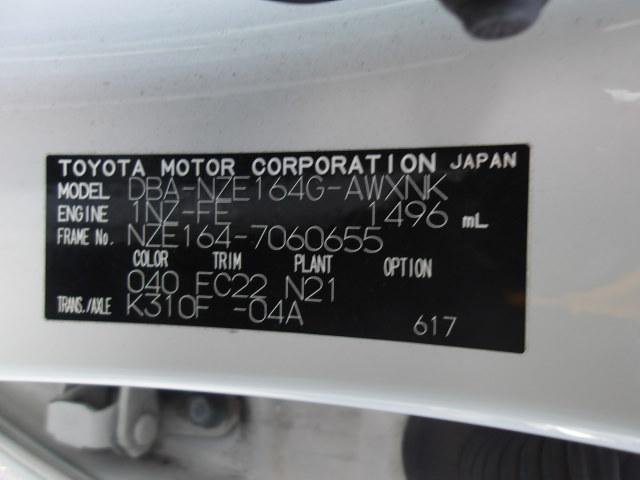 TOYOTA MOTOR CORPORATION JAPAN
MODEL DBA-NZE164G-AWXNK
ENGINE 1NZ-FE 1496 mL
FRAME No. NZE164-7060655
COLOR TRIM PLANT OPTION
040 FC22 N21
TRANS./AXLE K310F -04A
617